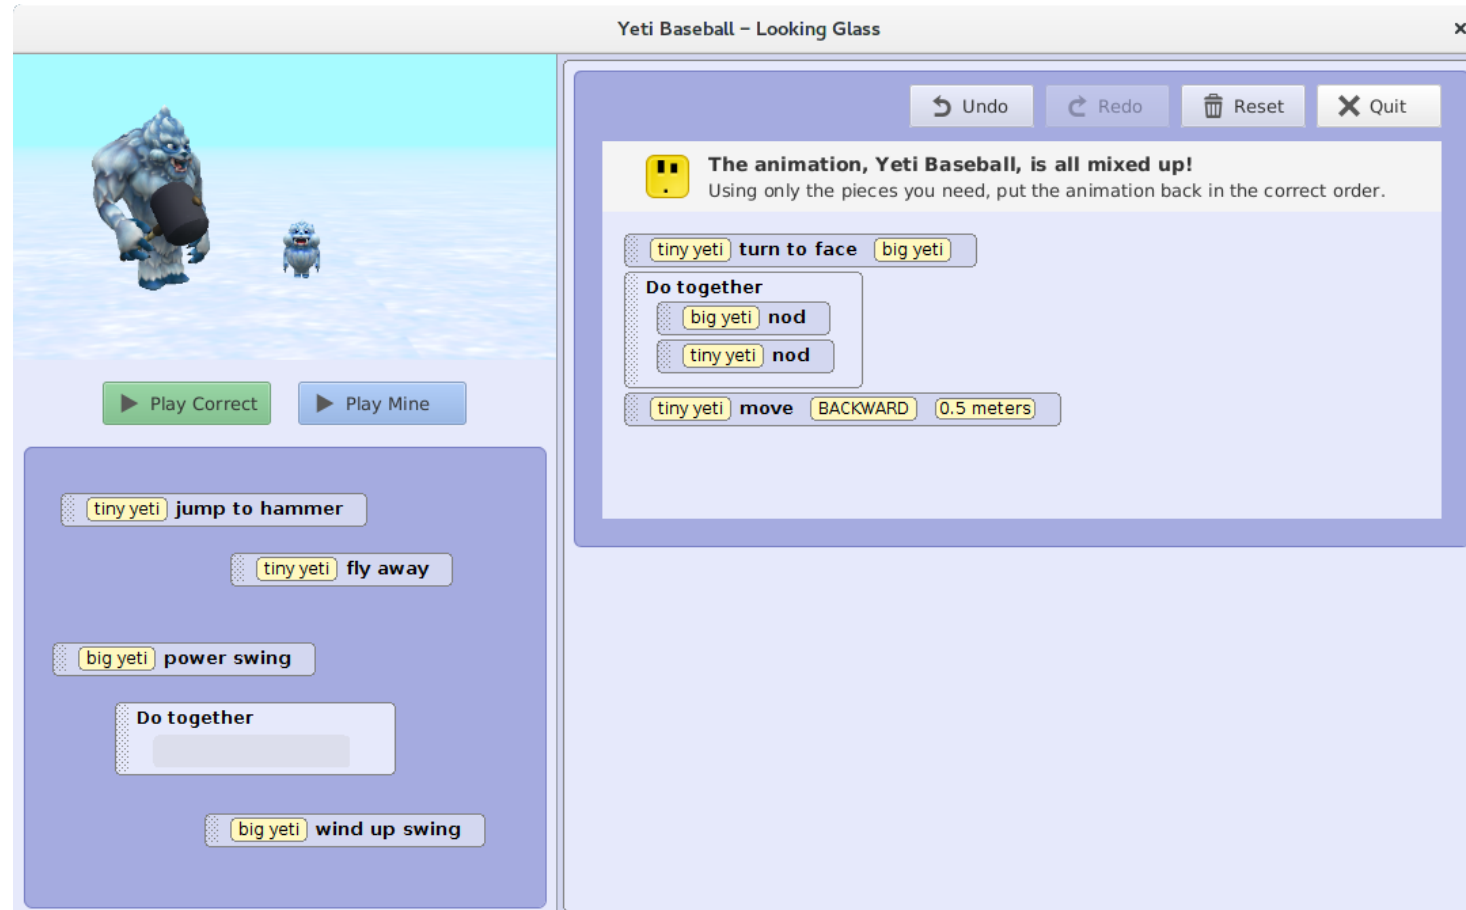 Yeti Baseball – Looking Glass ×
Undo Redo Reset Quit
The animation, Yeti Baseball, is all mixed up!
Using only the pieces you need, put the animation back in the correct order.
tiny yeti turn to face big yeti
Do together
big yeti nod
tiny yeti nod
tiny yeti move BACKWARD 0.5 meters
Play Correct Play Mine
tiny yeti jump to hammer
tiny yeti fly away
big yeti power swing
Do together
big yeti wind up swing